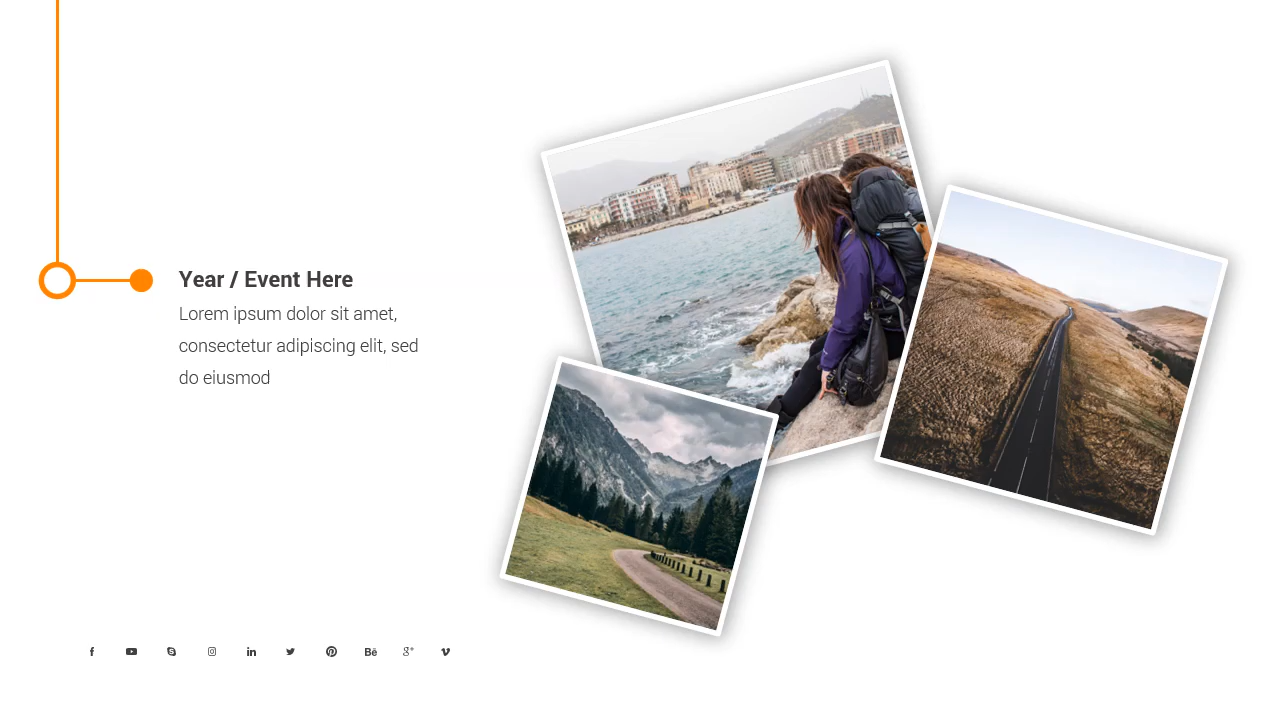 Year / Event Here
Lorem ipsum dolor sit amet,
consectetur adipiscing elit, sed
do eiusmod